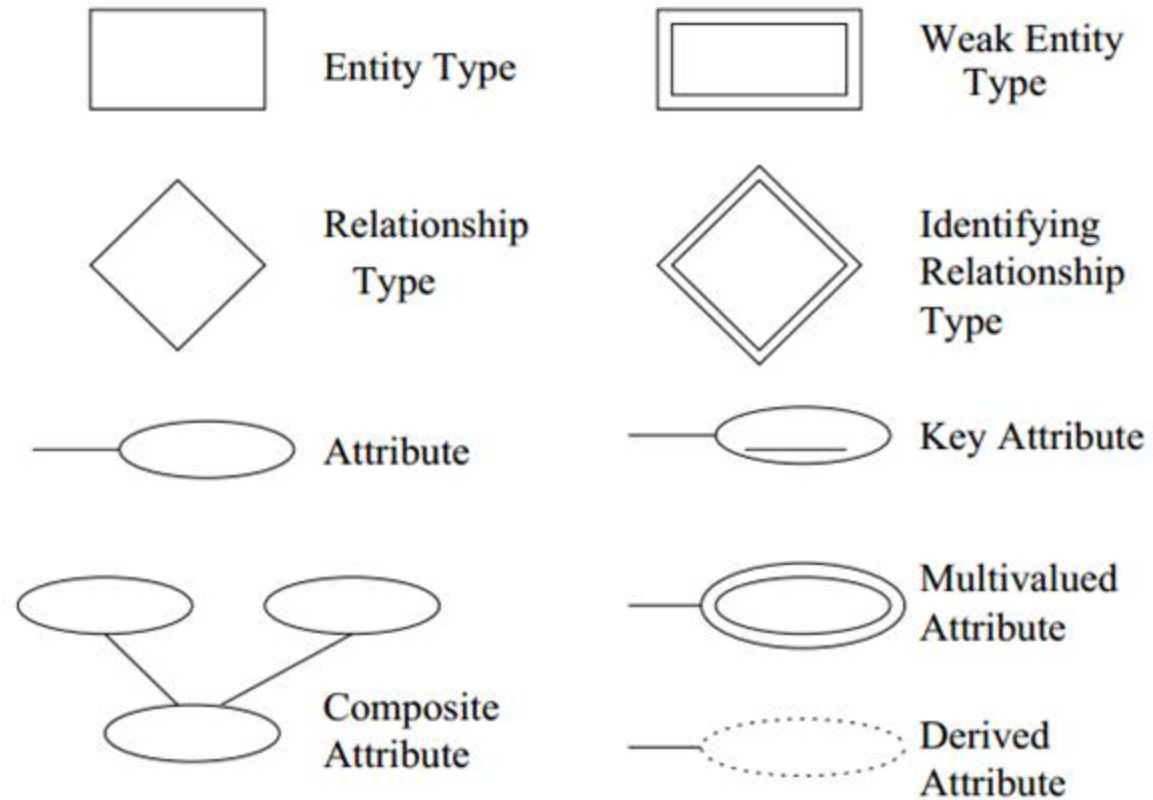 Entity Type
Weak Entity
Type
Relationship
Type
Identifying
Relationship
Type
Attribute
Key Attribute
Composite
Attribute
Multivalued
Attribute
Derived
Attribute